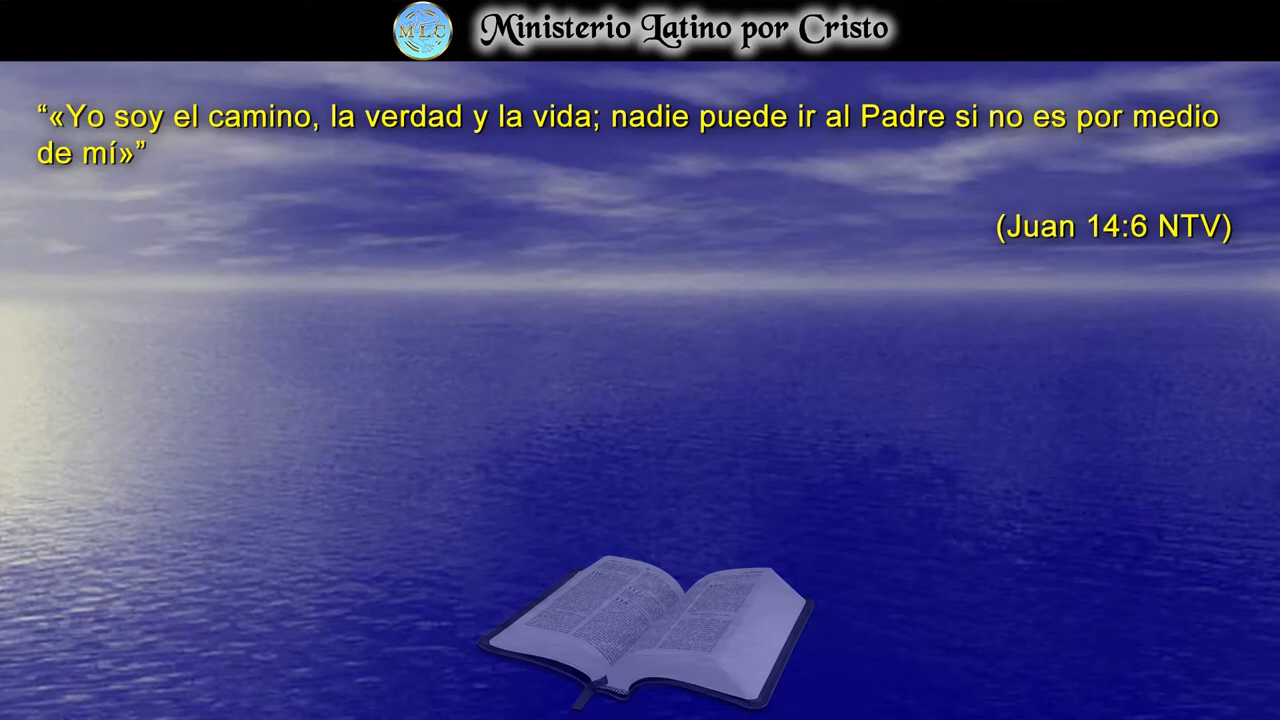 MLC
Ministerio Latino por Cristo
“«Yo soy el camino, la verdad y la vida; nadie puede ir al Padre si no es por medio
de mí»”
(Juan 14:6 NTV)